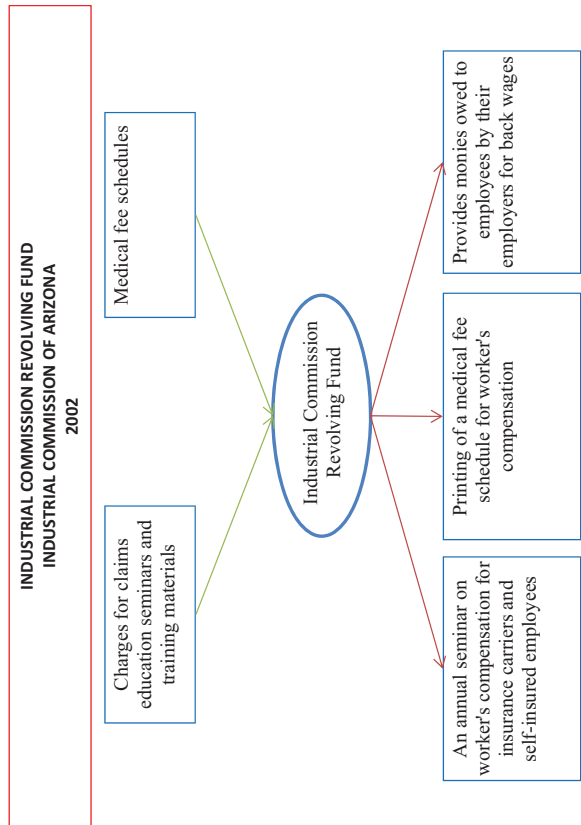 INDUSTRIAL COMMISSION REVOLVING FUND
INDUSTRIAL COMMISSION OF ARIZONA
2002
Charges for claims
education seminars and
training materials
Medical fee schedules
Industrial Commission
Revolving Fund
An annual seminar on
worker's compensation for
insurance carriers and
self-insured employees
Printing of a medical fee
schedule for worker's
compensation
Provides monies owed to
employees by their
employers for back wages